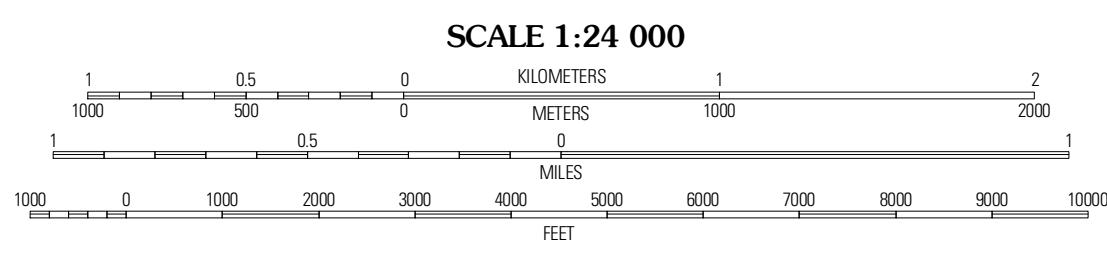 SCALE 1:24 000
1 0.5 0 KILOMETERS 1 2
1000 500 0 METERS 1000 2000
1 0.5 0 1
MILES
1000 0 1000 2000 3000 4000 5000 6000 7000 8000 9000 10000
FEET